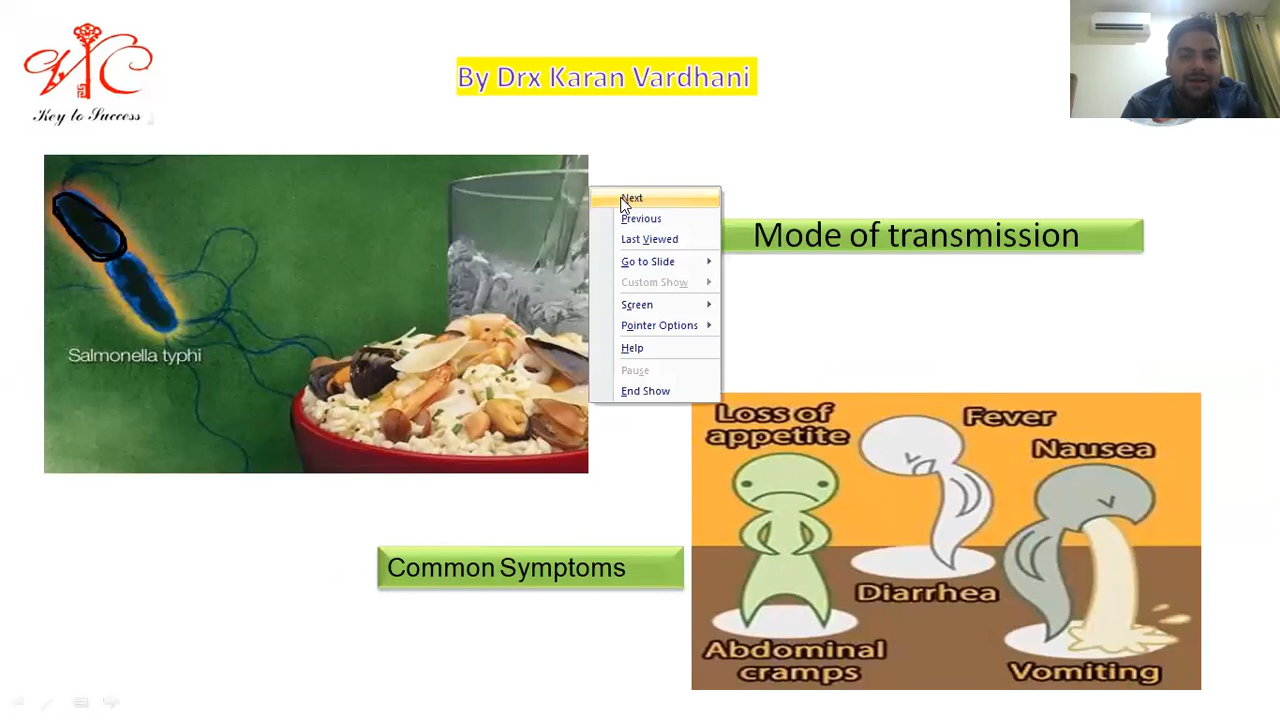 Key to Success
By Drx Karan Vardhani
Salmonella typhi
Next
Previous
Last Viewed
Go to Slide
Custom Show
Screen
Pointer Options
Help
Pause
End Show
Mode of transmission
Common Symptoms
Loss of
appetite
Fever
Nausea
Diarrhea
Abdominal
cramps
Vomiting